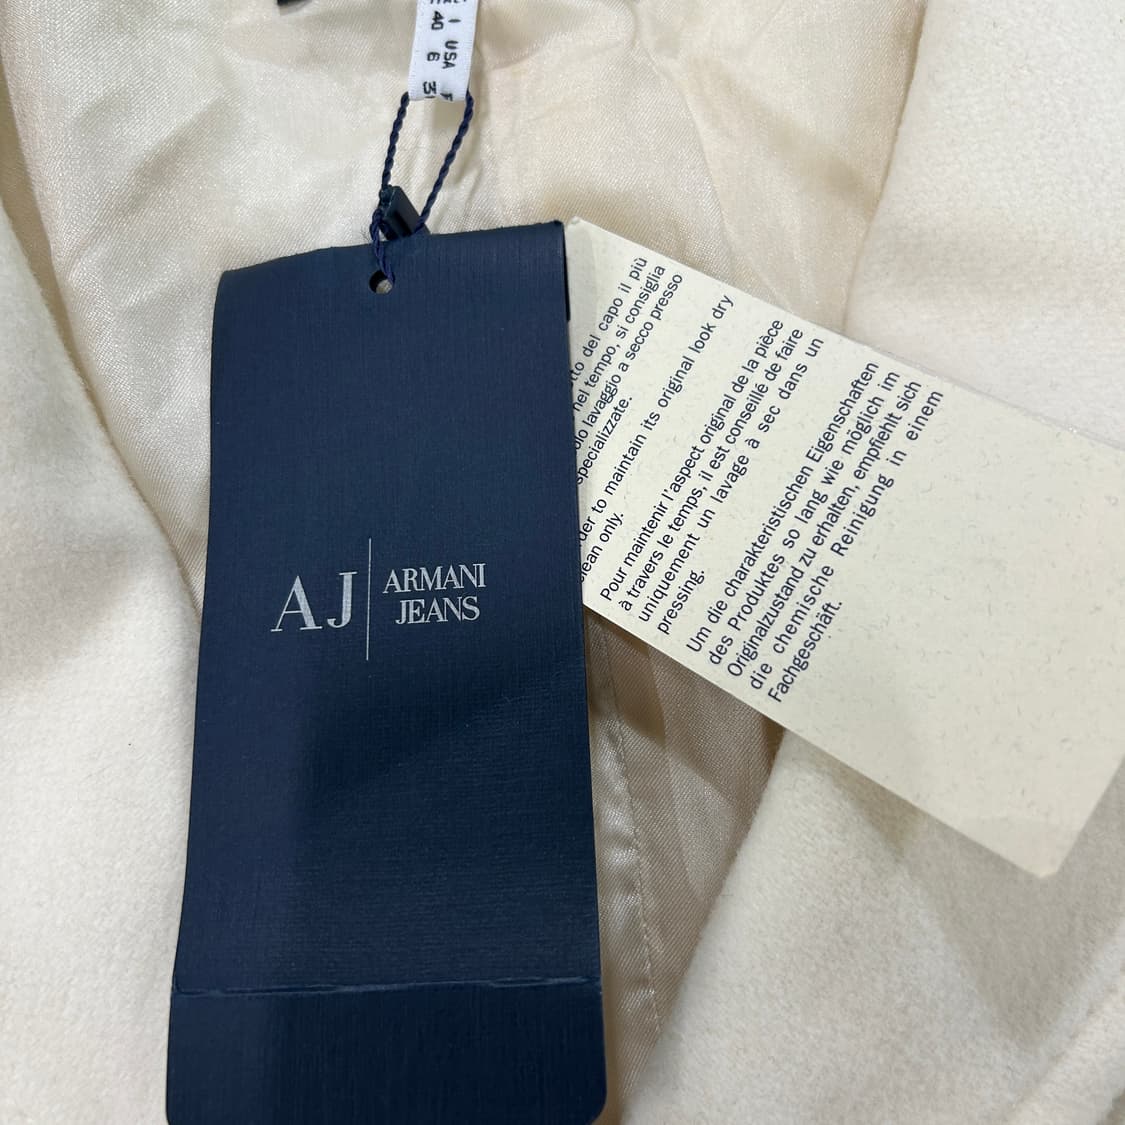 I USA
40 6
AJ
ARMANI
JEANS
del capo il più
nel tempo, si consiglia
lavaggio a secco presso
specializzate.
to maintain its original look dry
only.
Pour maintenir l'aspect original de la pièce
à travers le temps, il est conseillé de faire
uniquement un lavage à sec dans un
pressing.
Um die charakteristischen Eigenschaften
des Produktes so lang wie möglich im
Originalzustand zu erhalten, empfiehlt sich
die chemische Reinigung in einem
Fachgeschäft.